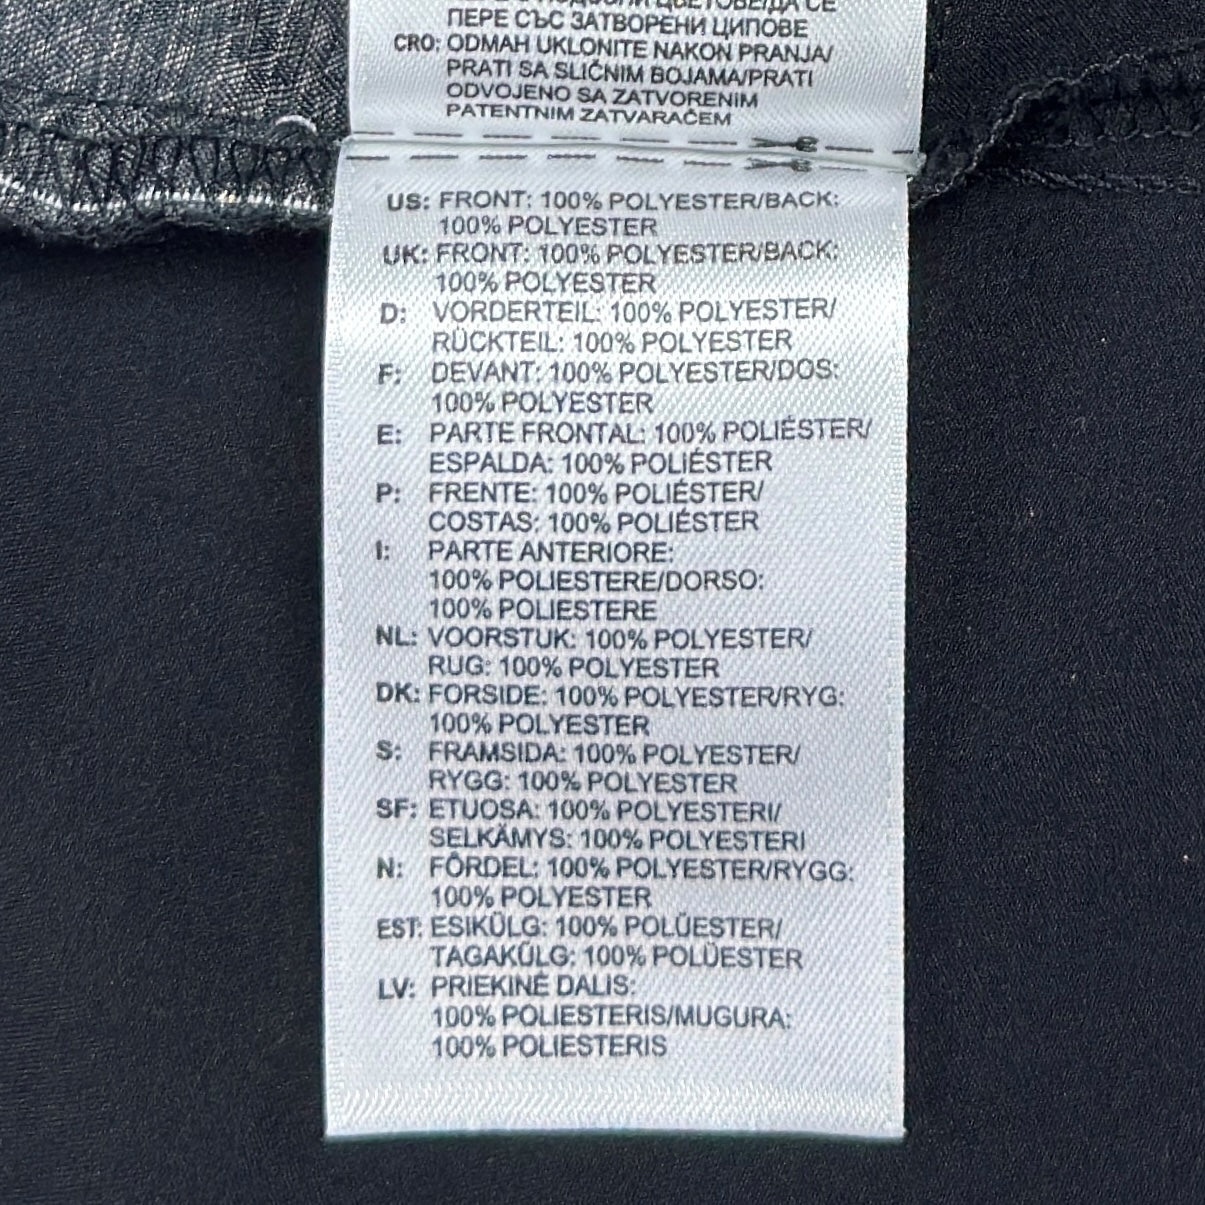 ПЕРЕ СЪС ЗАТВОРЕНИ ЦИПОВЕ
CRO: ODMAH UKLONITE NAKON PRANJA/
PRATI SA SLIČNIM BOJAMA/PRATI
ODVOJENO SA ZATVORENIM
PATENTNIM ZATVARAČEM
US: FRONT: 100% POLYESTER/BACK:
100% POLYESTER
UK: FRONT: 100% POLYESTER/BACK:
100% POLYESTER
D: VORDERTEIL: 100% POLYESTER/
RÜCKTEIL: 100% POLYESTER
F: DEVANT: 100% POLYESTER/DOS:
100% POLYESTER
E: PARTE FRONTAL: 100% POLIÉSTER/
ESPALDA: 100% POLIÉSTER
P: FRENTE: 100% POLIÉSTER/
COSTAS: 100% POLIÉSTER
I: PARTE ANTERIORE:
100% POLIESTERE/DORSO:
100% POLIESTERE
NL: VOORSTUK: 100% POLYESTER/
RUG: 100% POLYESTER
DK: FORSIDE: 100% POLYESTER/RYG:
100% POLYESTER
S: FRAMSIDA: 100% POLYESTER/
RYGG: 100% POLYESTER
SF: ETUOSA: 100% POLYESTERI/
SELKÄMYS: 100% POLYESTERI
N: FÔRDEL: 100% POLYESTER/RYGG:
100% POLYESTER
EST: ESIKÜLG: 100% POLÜESTER/
TAGAKÜLG: 100% POLÜESTER
LV: PRIEKINĖ DALIS:
100% POLIESTERIS/MUGURA:
100% POLIESTERIS